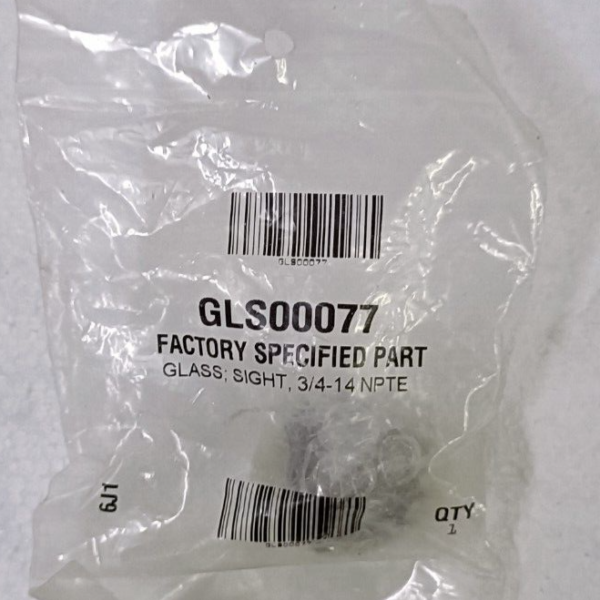 GLS00077
GLS00077
FACTORY SPECIFIED PART
GLASS; SIGHT, 3/4-14 NPTE
6J1
QTY
1